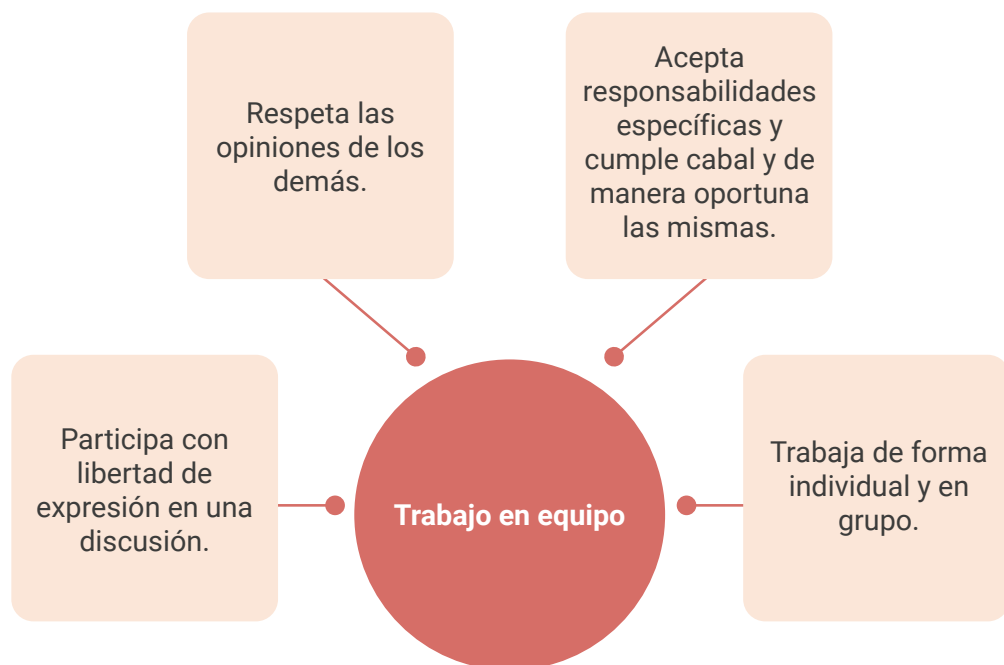 Respeta las
opiniones de los
demás.
Acepta
responsabilidades
específicas y
cumple cabal y de
manera oportuna
las mismas.
Participa con
libertad de
expresión en una
discusión.
Trabajo en equipo
Trabaja de forma
individual y en
grupo.